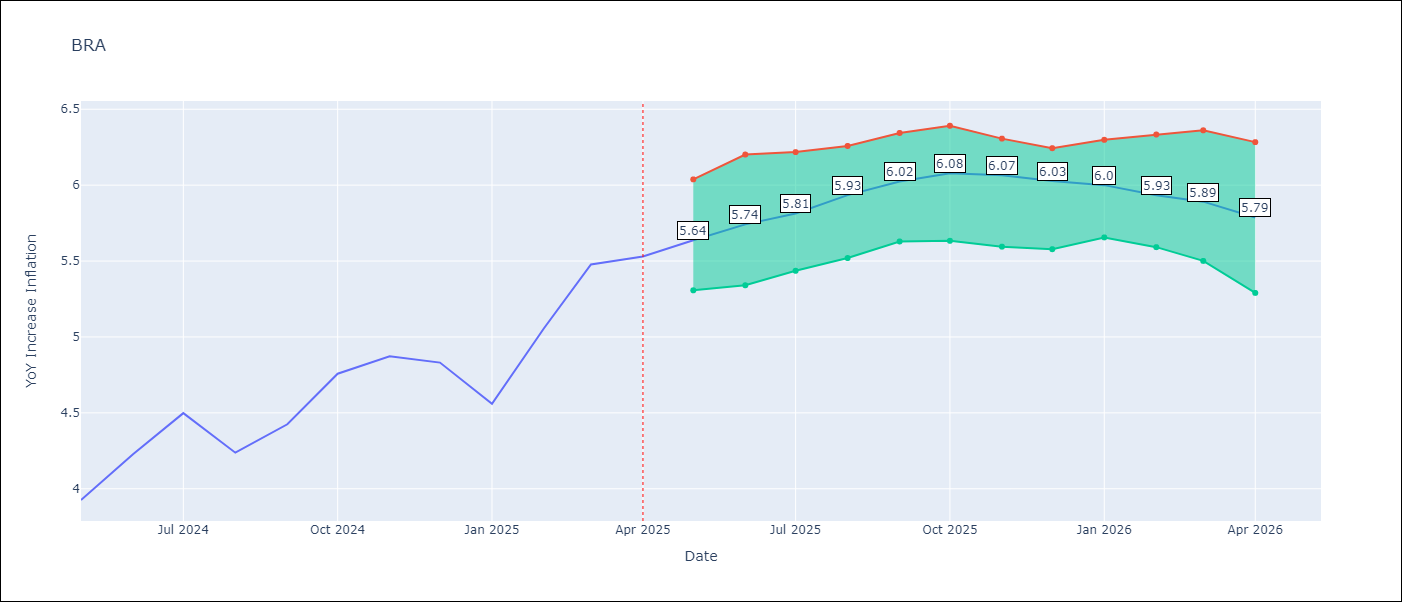 BRA
YoY Increase Inflation
6.5
6
5.5
5
4.5
4
5.64
5.74
5.81
5.93
6.02
6.08
6.07
6.03
6.0
5.93
5.89
5.79
Jul 2024
Oct 2024
Jan 2025
Apr 2025
Jul 2025
Oct 2025
Jan 2026
Apr 2026
Date